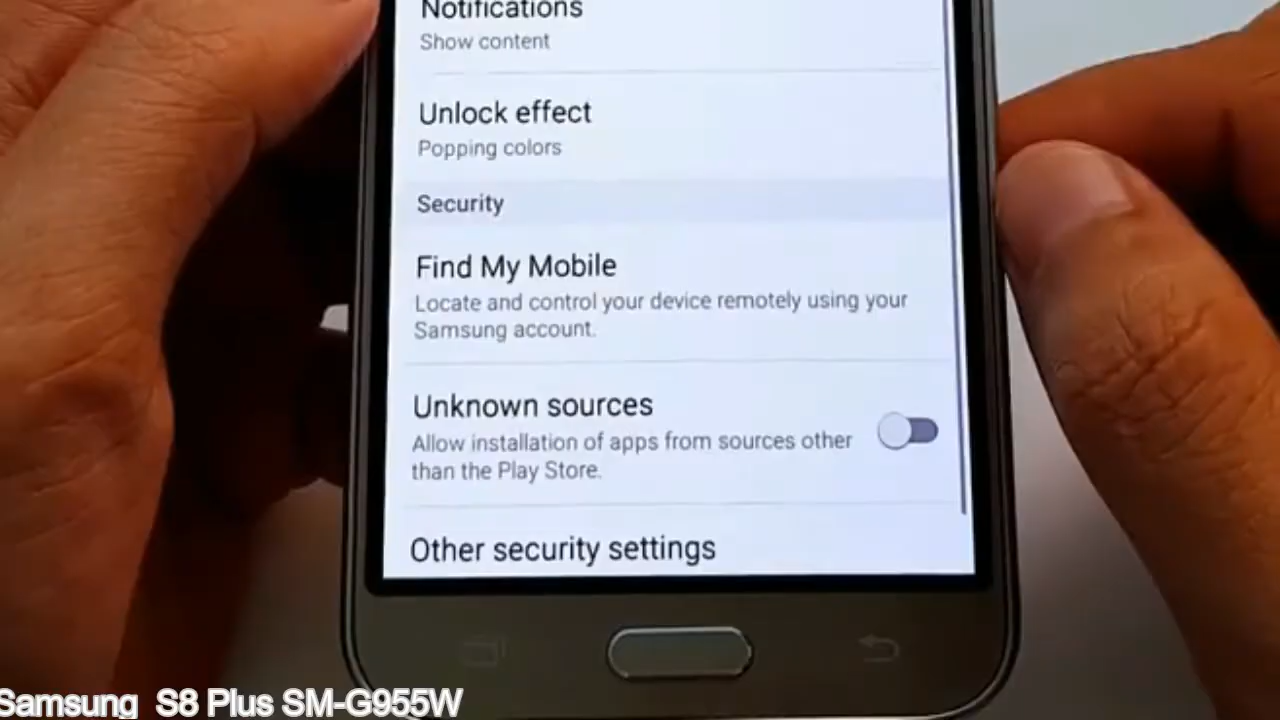 Notifications
Show content
Unlock effect
Popping colors
Security
Find My Mobile
Locate and control your device remotely using your
Samsung account.
Unknown sources
Allow installation of apps from sources other
than the Play Store.
Other security settings
Samsung S8 Plus SM-G955W